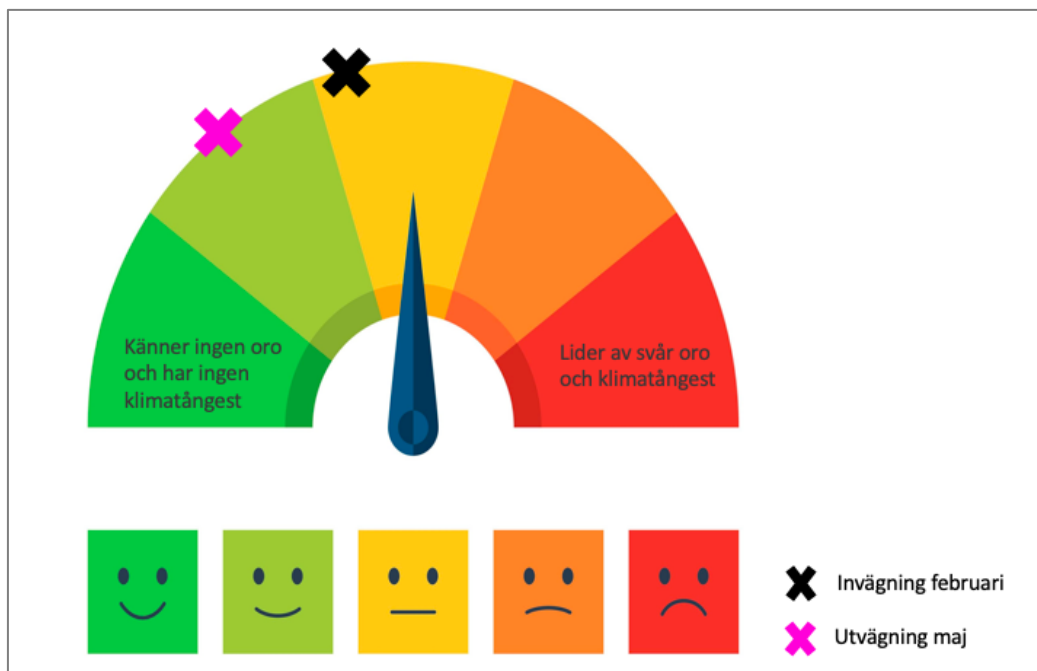 Känner ingen oro
och har ingen
klimatångest
Lider av svår oro
och klimatångest
Invägning februari
Utvägning maj